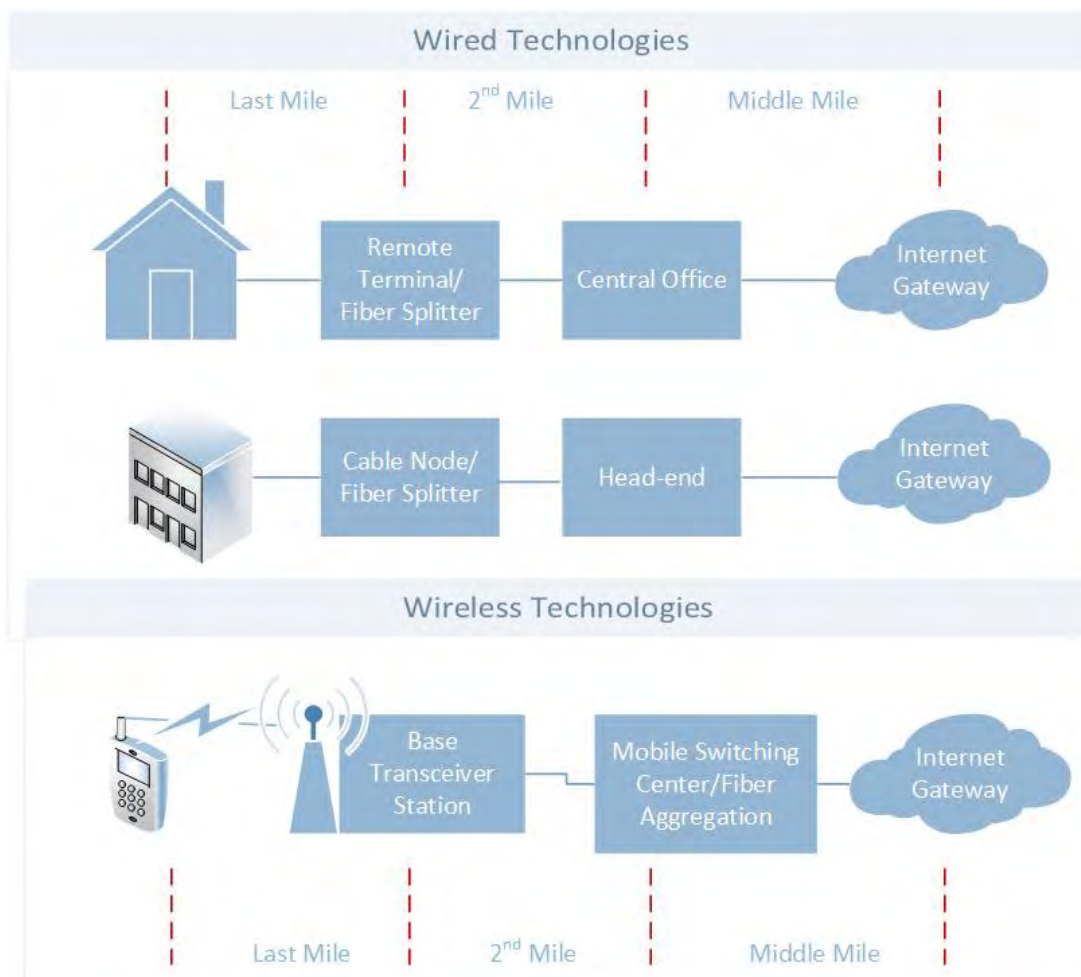 Wired Technologies
Last Mile
2nd Mile
Middle Mile
Remote
Terminal/
Fiber Splitter
Central Office
Internet
Gateway
Cable Node/
Fiber Splitter
Head-end
Internet
Gateway
Wireless Technologies
Base
Transceiver
Station
Mobile Switching
Center/Fiber
Aggregation
Internet
Gateway
Last Mile
2nd Mile
Middle Mile